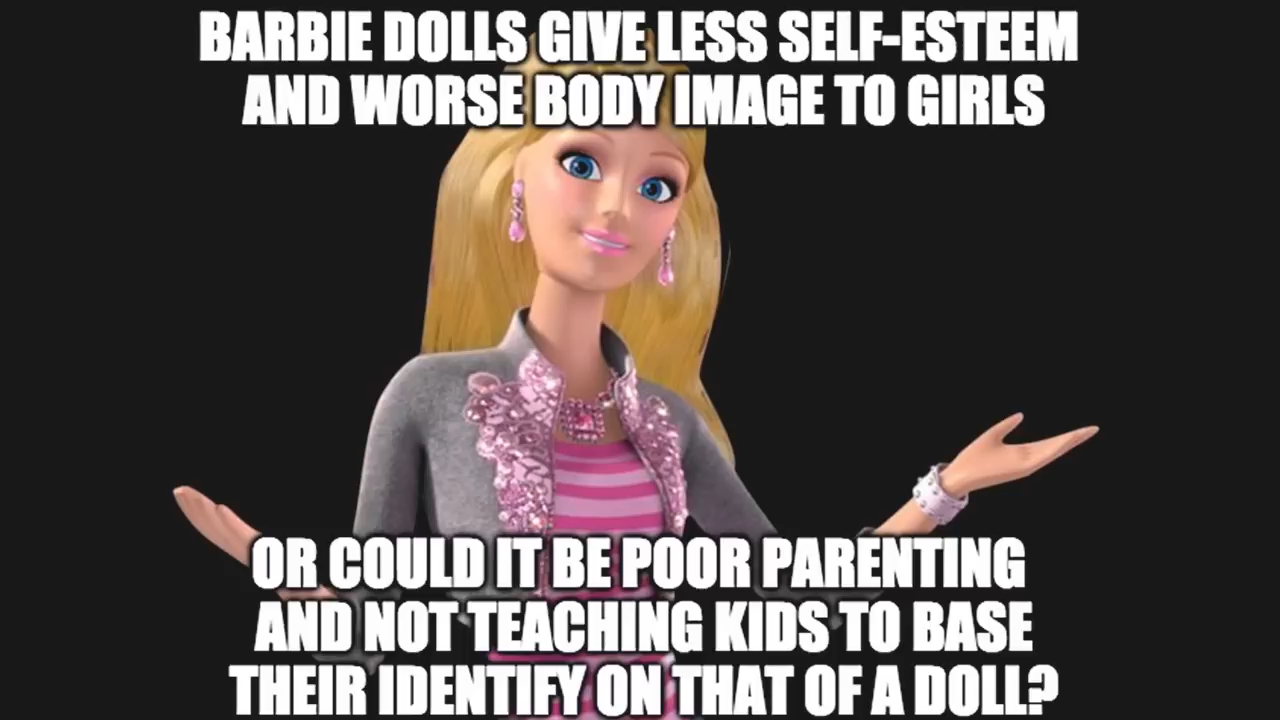 BARBIE DOLLS GIVE LESS SELF-ESTEEM
AND WORSE BODY IMAGE TO GIRLS
OR COULD IT BE POOR PARENTING
AND NOT TEACHING KIDS TO BASE
THEIR IDENTIFY ON THAT OF A DOLL?